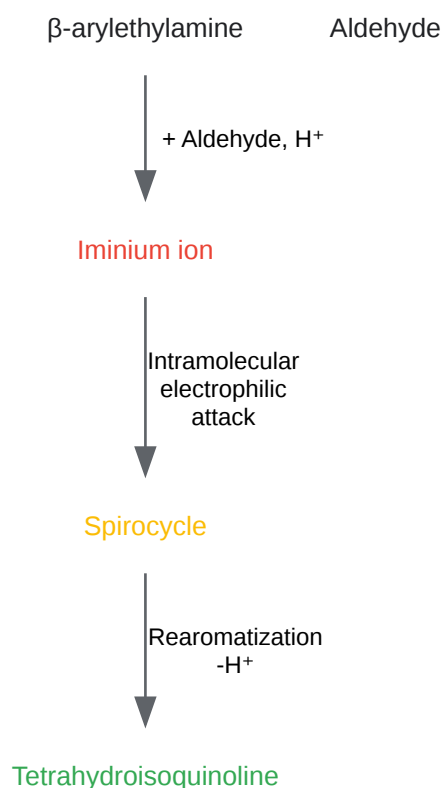 β-arylethylamine
Aldehyde
+ Aldehyde, H⁺
Iminium ion
Intramolecular
electrophilic
attack
Spirocycle
Rearomatization
-H⁺
Tetrahydroisoquinoline